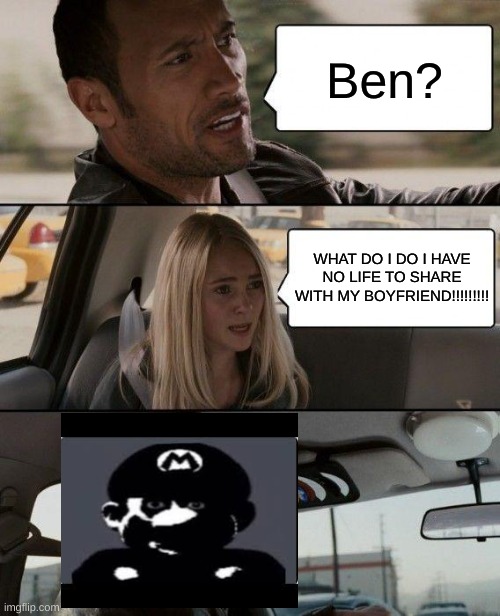 Ben?
WHAT DO I DO I HAVE
NO LIFE TO SHARE
WITH MY BOYFRIEND!!!!!!!!!
M
imgflip.com